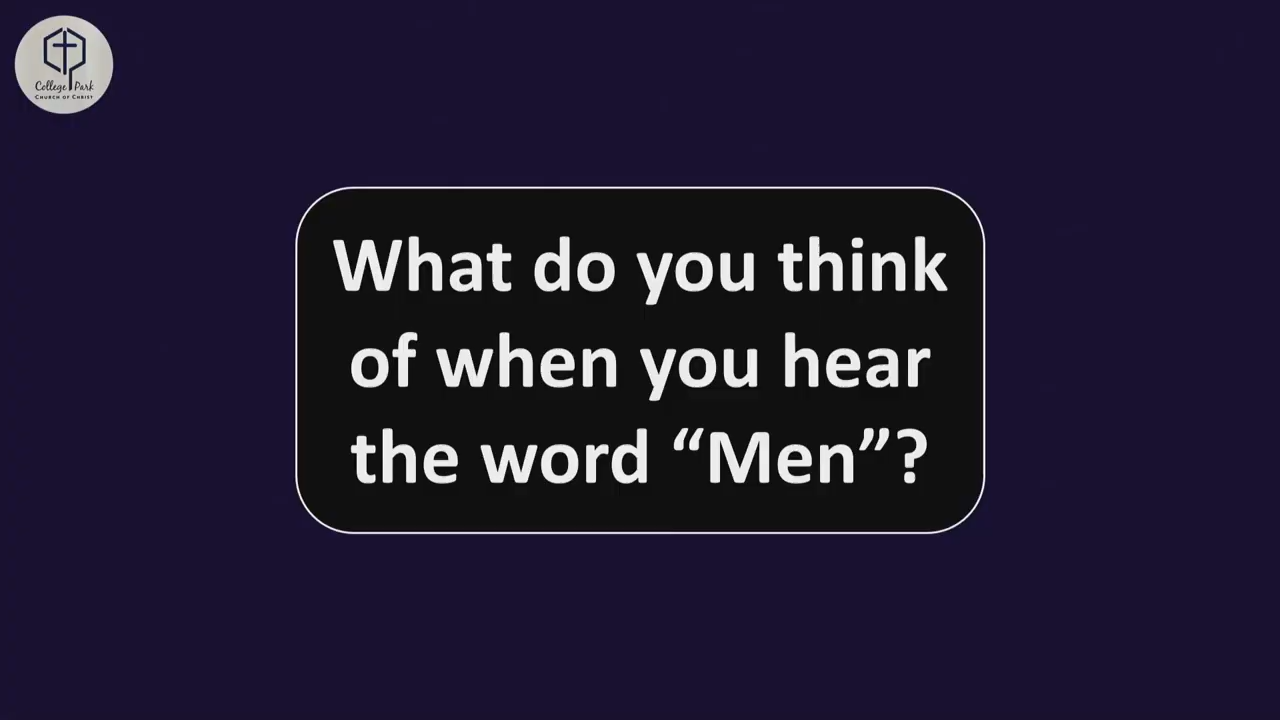 College Park
CHURCH OF CHRIST
What do you think
of when you hear
the word “Men”?